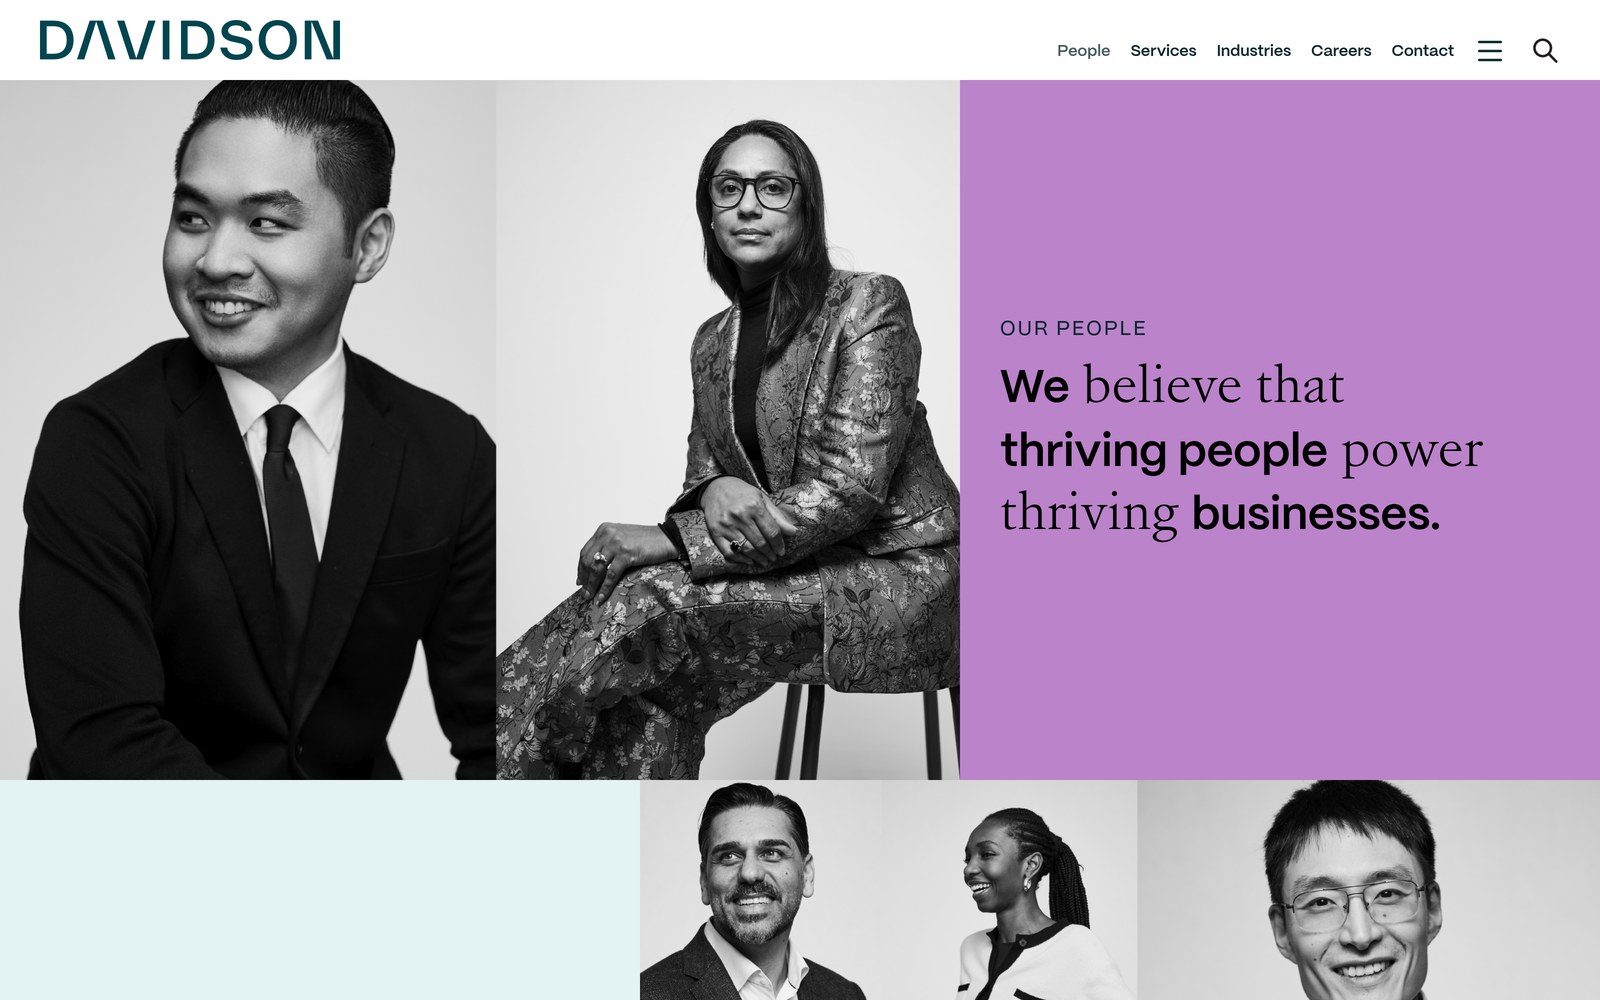 DAVIDSON
People Services Industries Careers Contact
OUR PEOPLE
We believe that
thriving people power
thriving businesses.